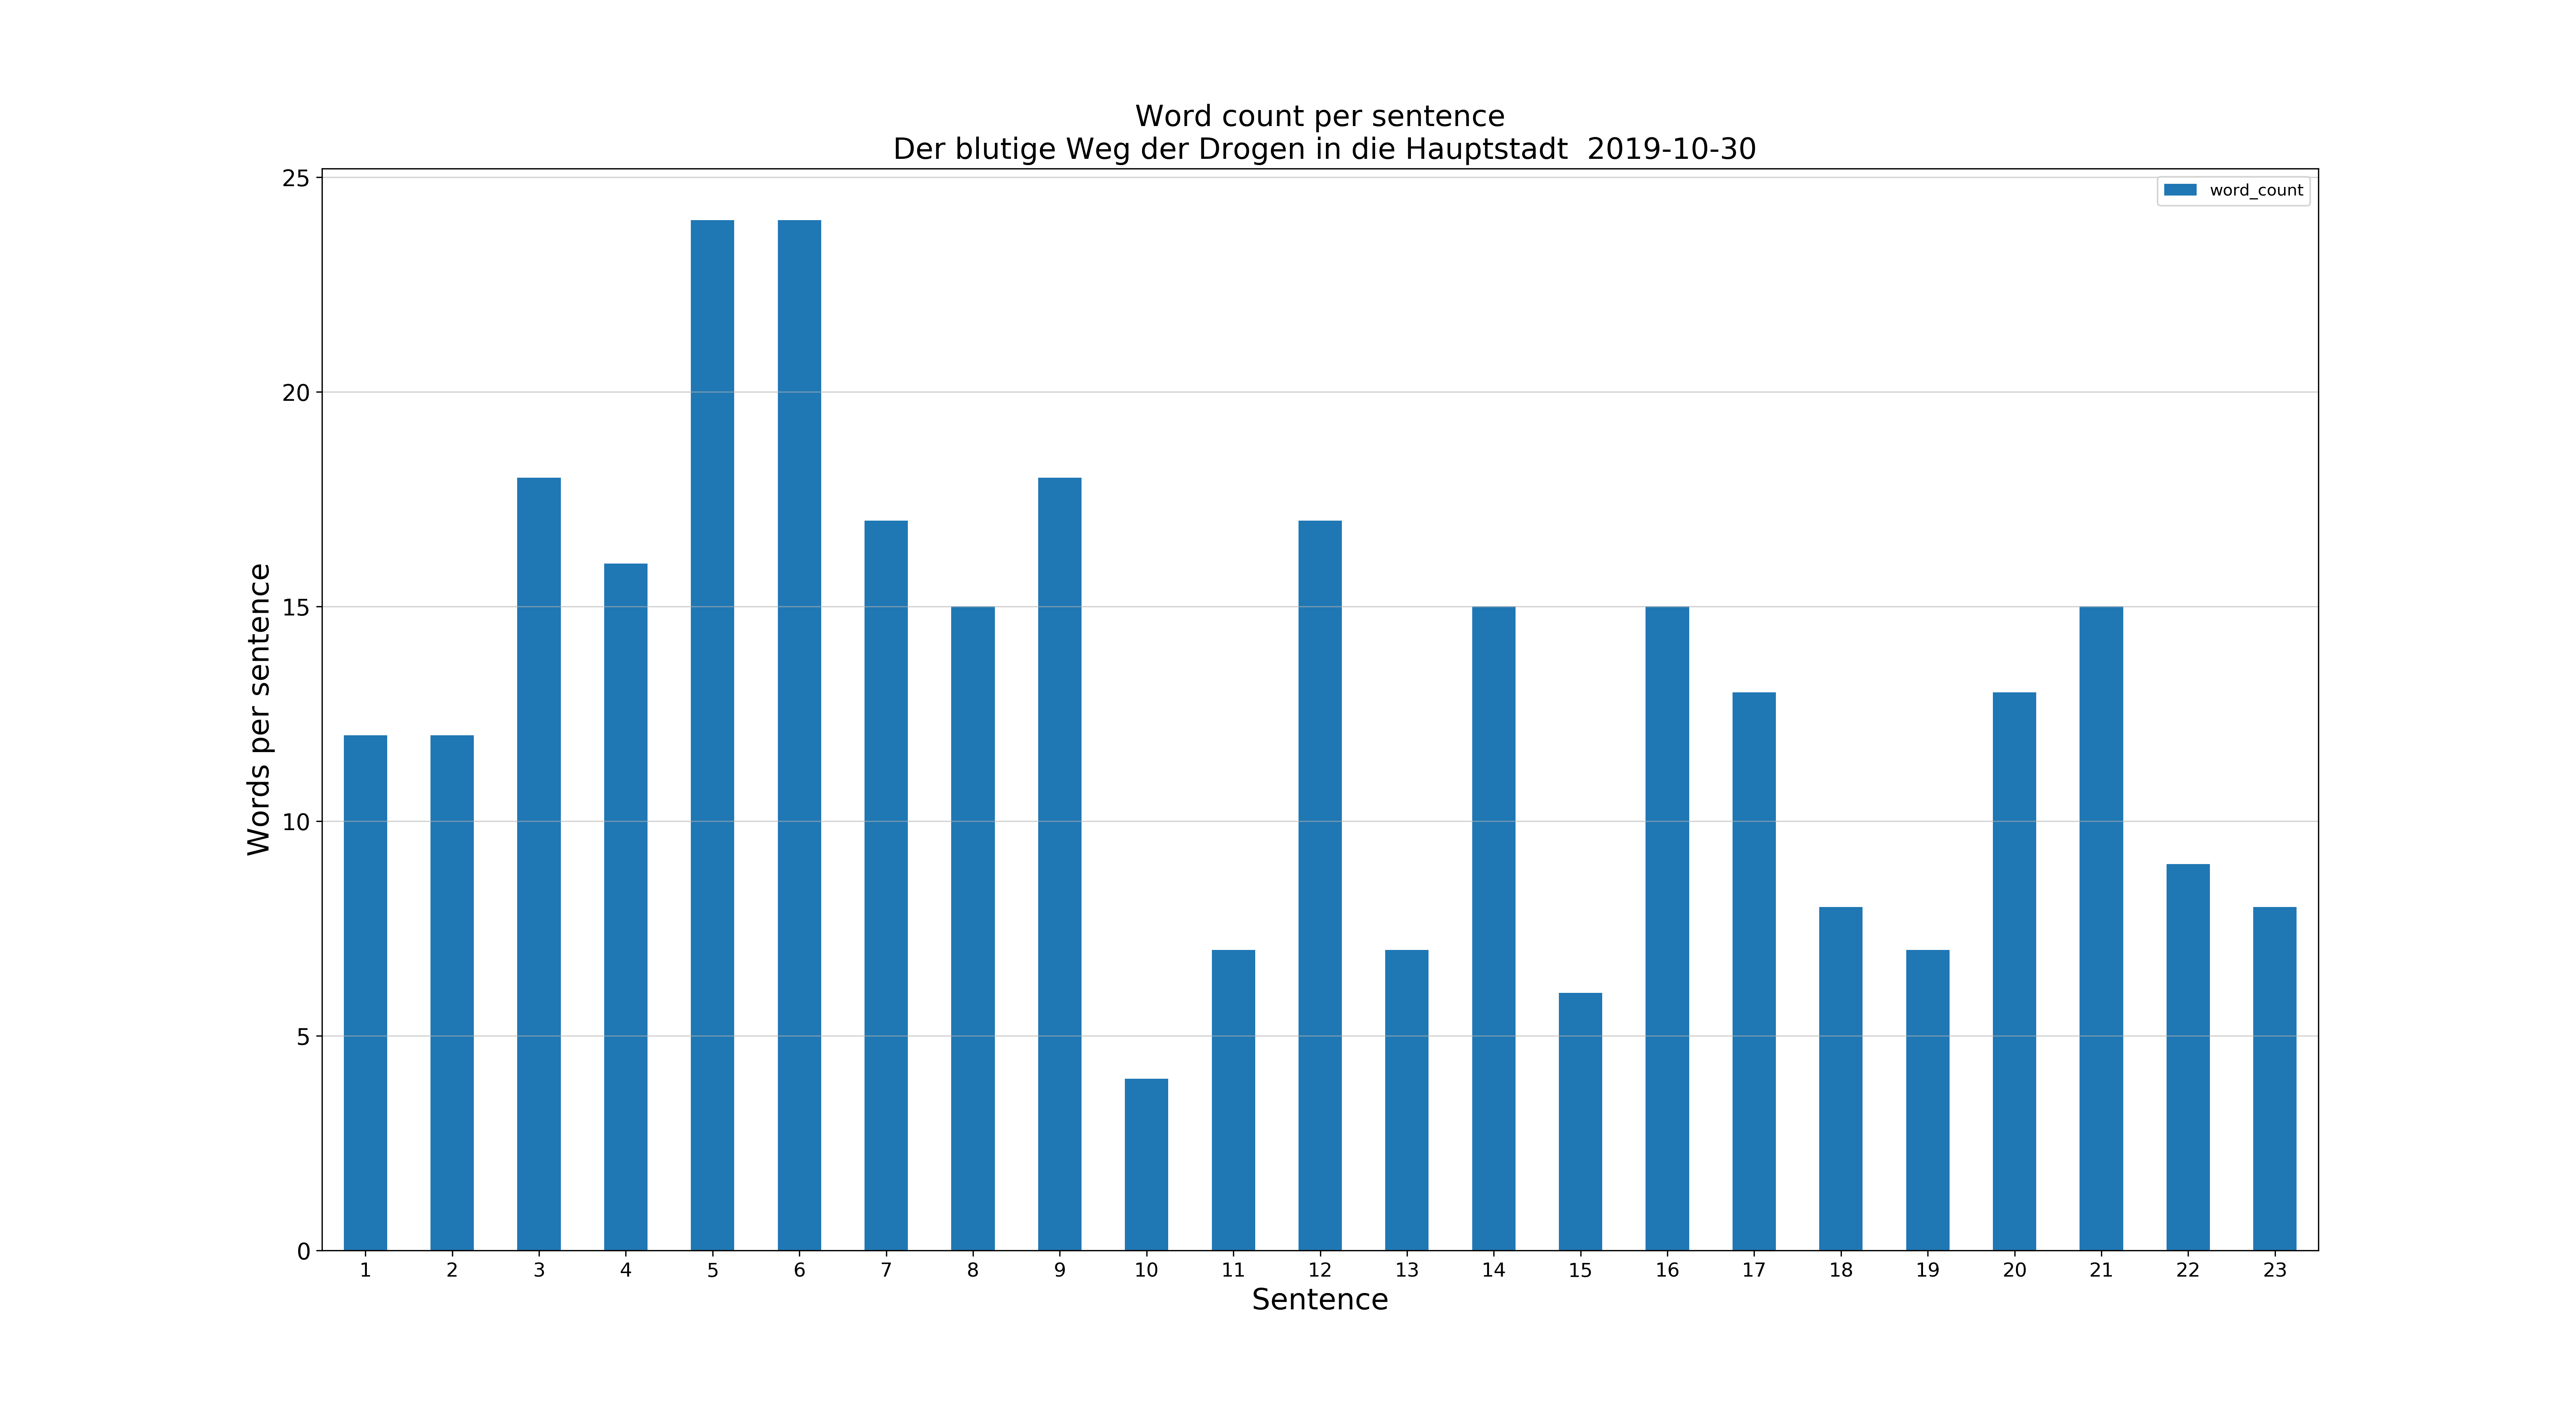 Word count per sentence
Der blutige Weg der Drogen in die Hauptstadt  2019-10-30
word_count
Words per sentence
25
20
15
10
5
0
1 2 3 4 5 6 7 8 9 10 11 12 13 14 15 16 17 18 19 20 21 22 23
Sentence